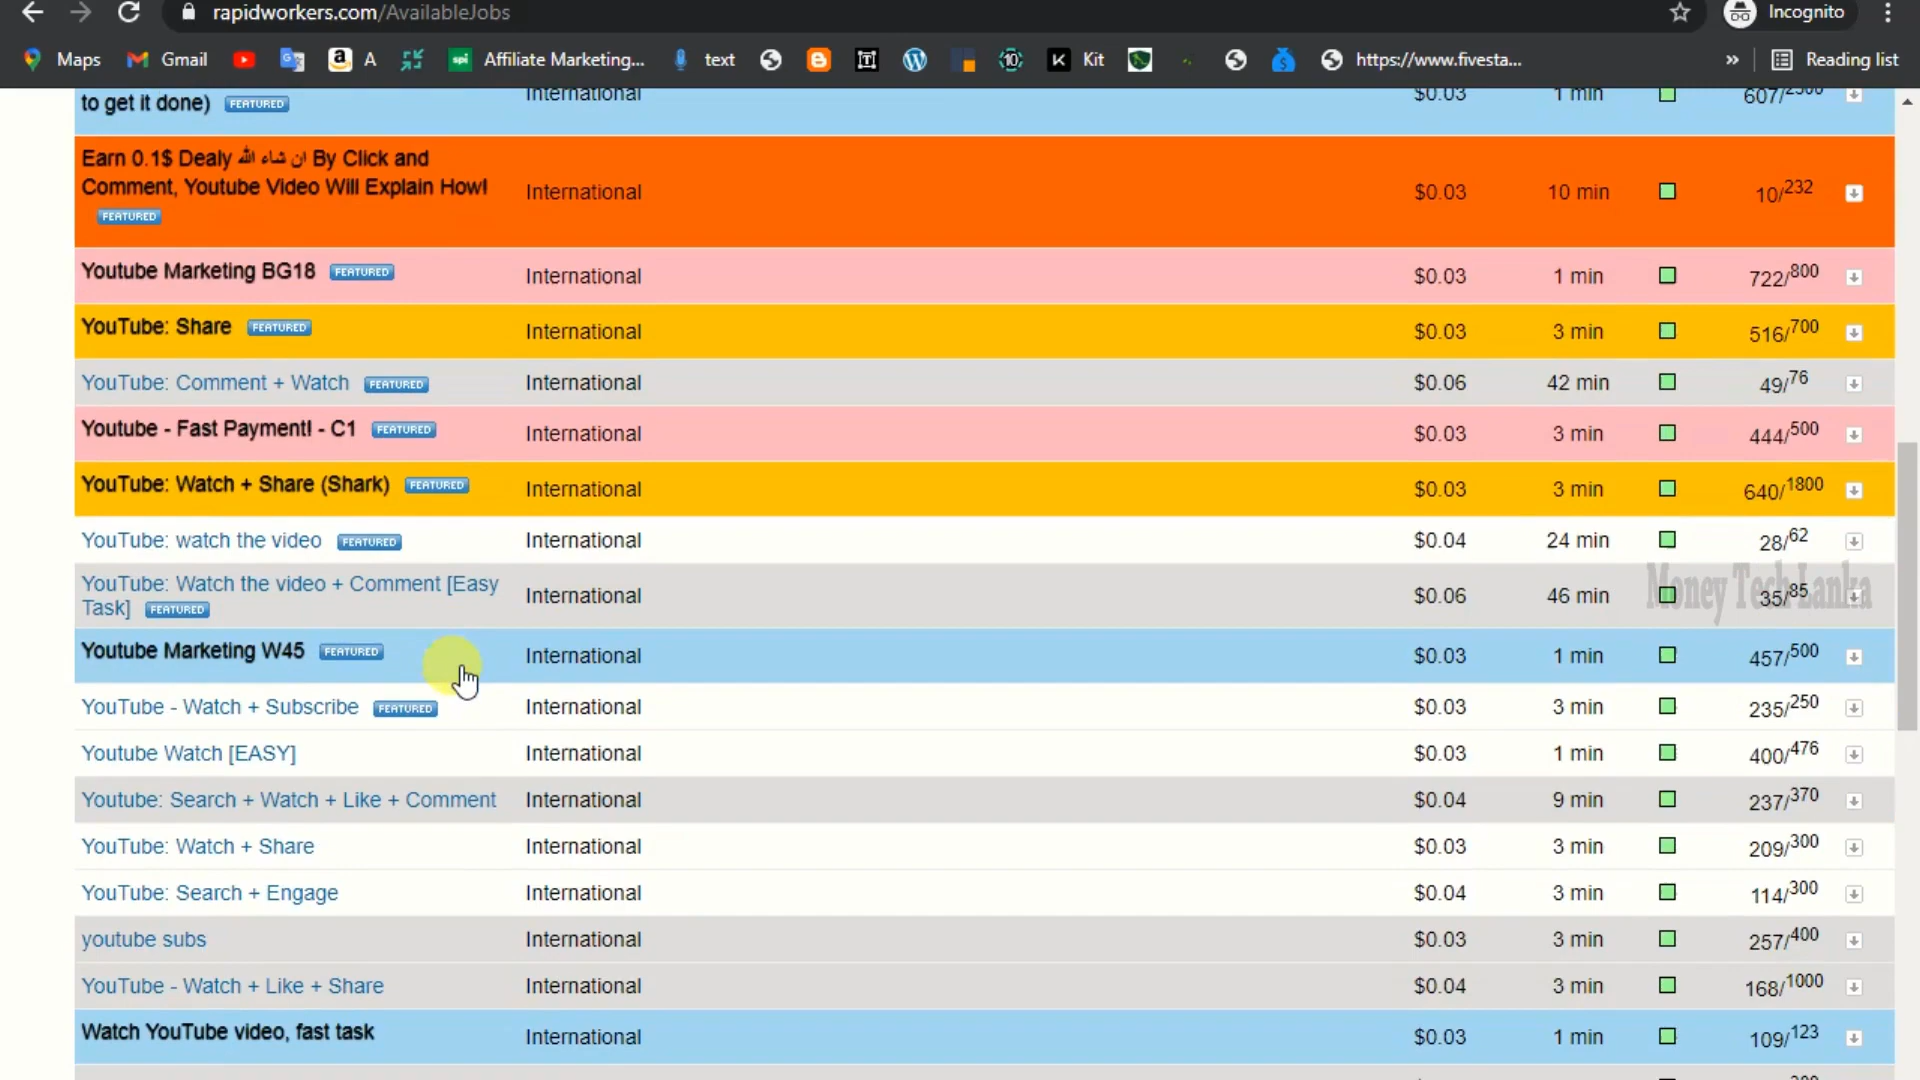 rapidworkers.com/AvailableJobs
Incognito
Maps Gmail A spi Affiliate Marketing... text 10 K Kit https://www.fivesta... » Reading list
to get it done) FEATURED International $0.03 1 min 607/2500
Earn 0.1$ Dealy ان شاء الله By Click and
Comment, Youtube Video Will Explain How! International $0.03 10 min 10/232
FEATURED
Youtube Marketing BG18 FEATURED International $0.03 1 min 722/800
YouTube: Share FEATURED International $0.03 3 min 516/700
YouTube: Comment + Watch FEATURED International $0.06 42 min 49/76
Youtube - Fast Payment! - C1 FEATURED International $0.03 3 min 444/500
YouTube: Watch + Share (Shark) FEATURED International $0.03 3 min 640/1800
YouTube: watch the video FEATURED International $0.04 24 min 28/62
YouTube: Watch the video + Comment [Easy
Task] FEATURED International $0.06 46 min 35/85
Money Tech Lanka
Youtube Marketing W45 FEATURED International $0.03 1 min 457/500
YouTube - Watch + Subscribe FEATURED International $0.03 3 min 235/250
Youtube Watch [EASY] International $0.03 1 min 400/476
Youtube: Search + Watch + Like + Comment International $0.04 9 min 237/370
YouTube: Watch + Share International $0.03 3 min 209/300
YouTube: Search + Engage International $0.04 3 min 114/300
youtube subs International $0.03 3 min 257/400
YouTube - Watch + Like + Share International $0.04 3 min 168/1000
Watch YouTube video, fast task International $0.03 1 min 109/123